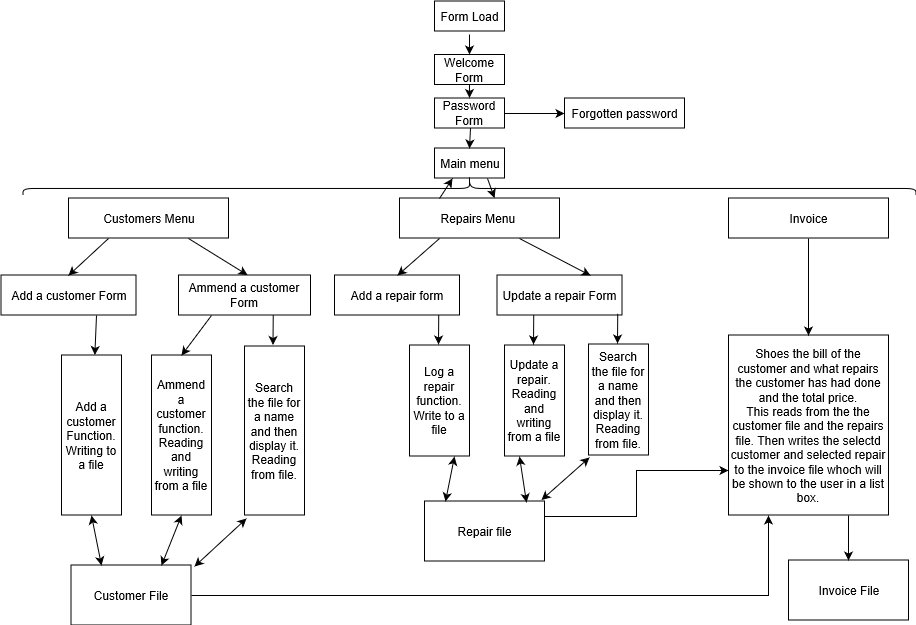 Form Load
Welcome
Form
Password
Form
Forgotten password
Main menu
Customers Menu
Repairs Menu
Invoice
Add a customer Form
Ammend a customer
Form
Add a repair form
Update a repair Form
Add a
customer
Function.
Writing to
a file
Ammend
a
customer
function.
Reading
and
writing
from a file
Search
the file for
a name
and then
display it.
Reading
from file.
Log a
repair
function.
Write to a
file
Update a
repair.
Reading
and
writing
from a file
Search
the file for
a name
and then
display it.
Reading
from file.
Shoes the bill of the
customer and what repairs
the customer has had done
and the total price.
This reads from the the
customer file and the repairs
file. Then writes the selectd
customer and selected repair
to the invoice file whoch will
be shown to the user in a list
box.
Repair file
Customer File
Invoice File